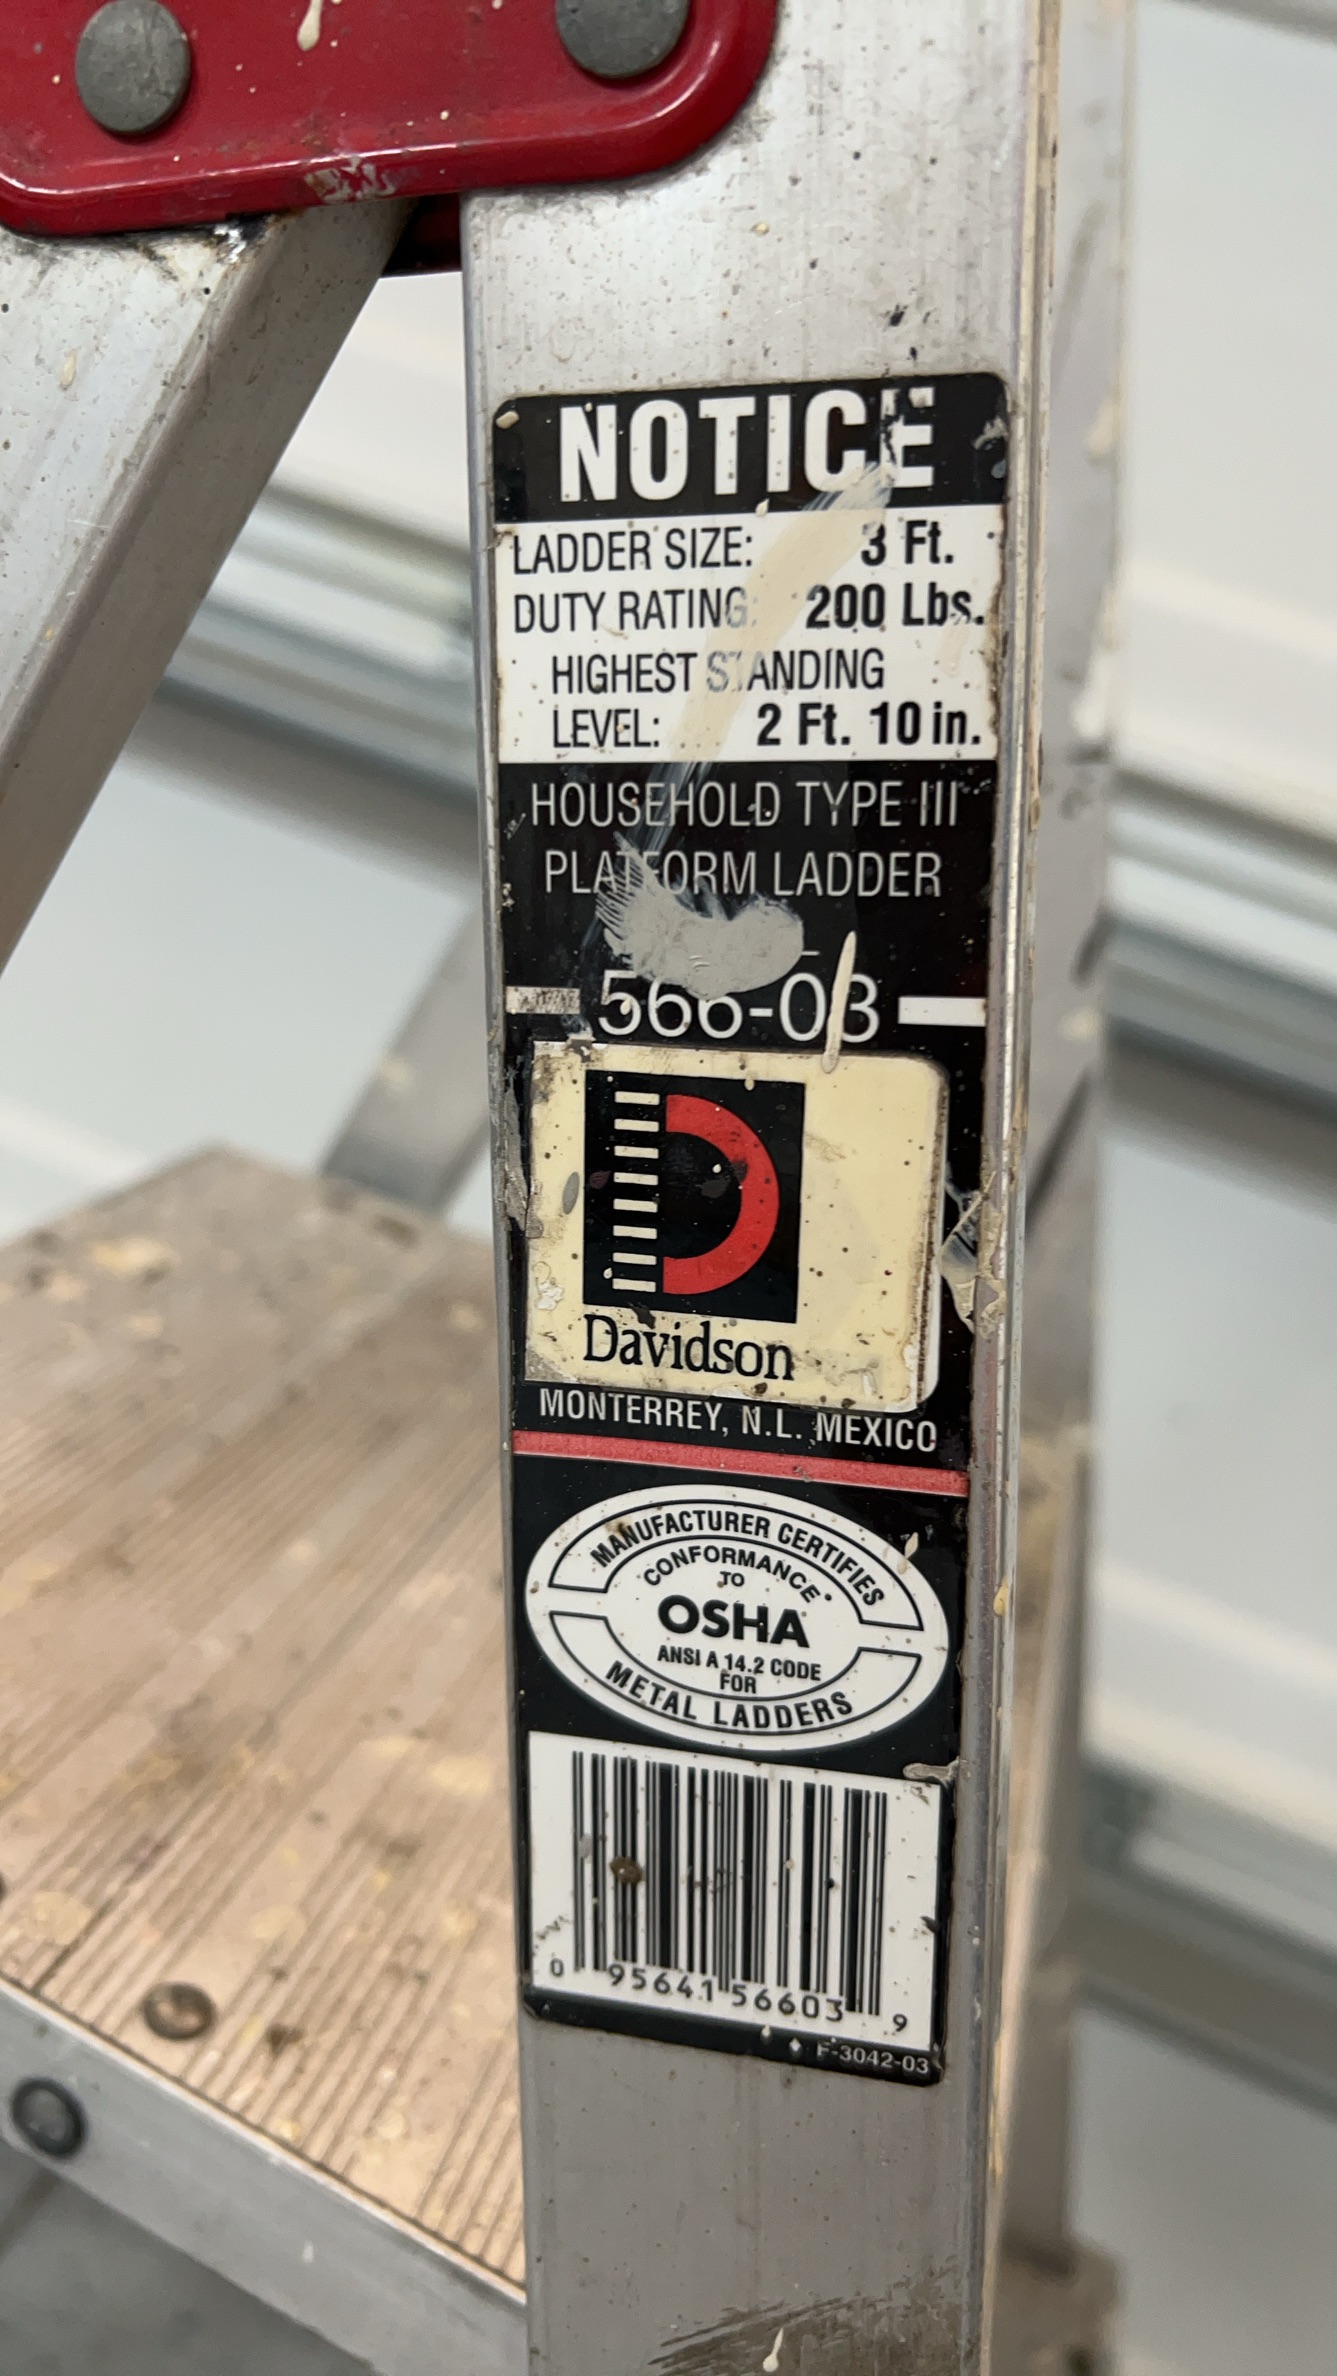 NOTICE
LADDER SIZE: 3 Ft.
DUTY RATING: 200 Lbs.
HIGHEST STANDING
LEVEL: 2 Ft. 10 in.
HOUSEHOLD TYPE III
PLATFORM LADDER
566-03
Davidson
MONTERREY, N.L. MEXICO
MANUFACTURER CERTIFIES
CONFORMANCE
TO
OSHA
ANSI A 14.2 CODE
FOR
METAL LADDERS
0 95641 56603 9
F-3042-03